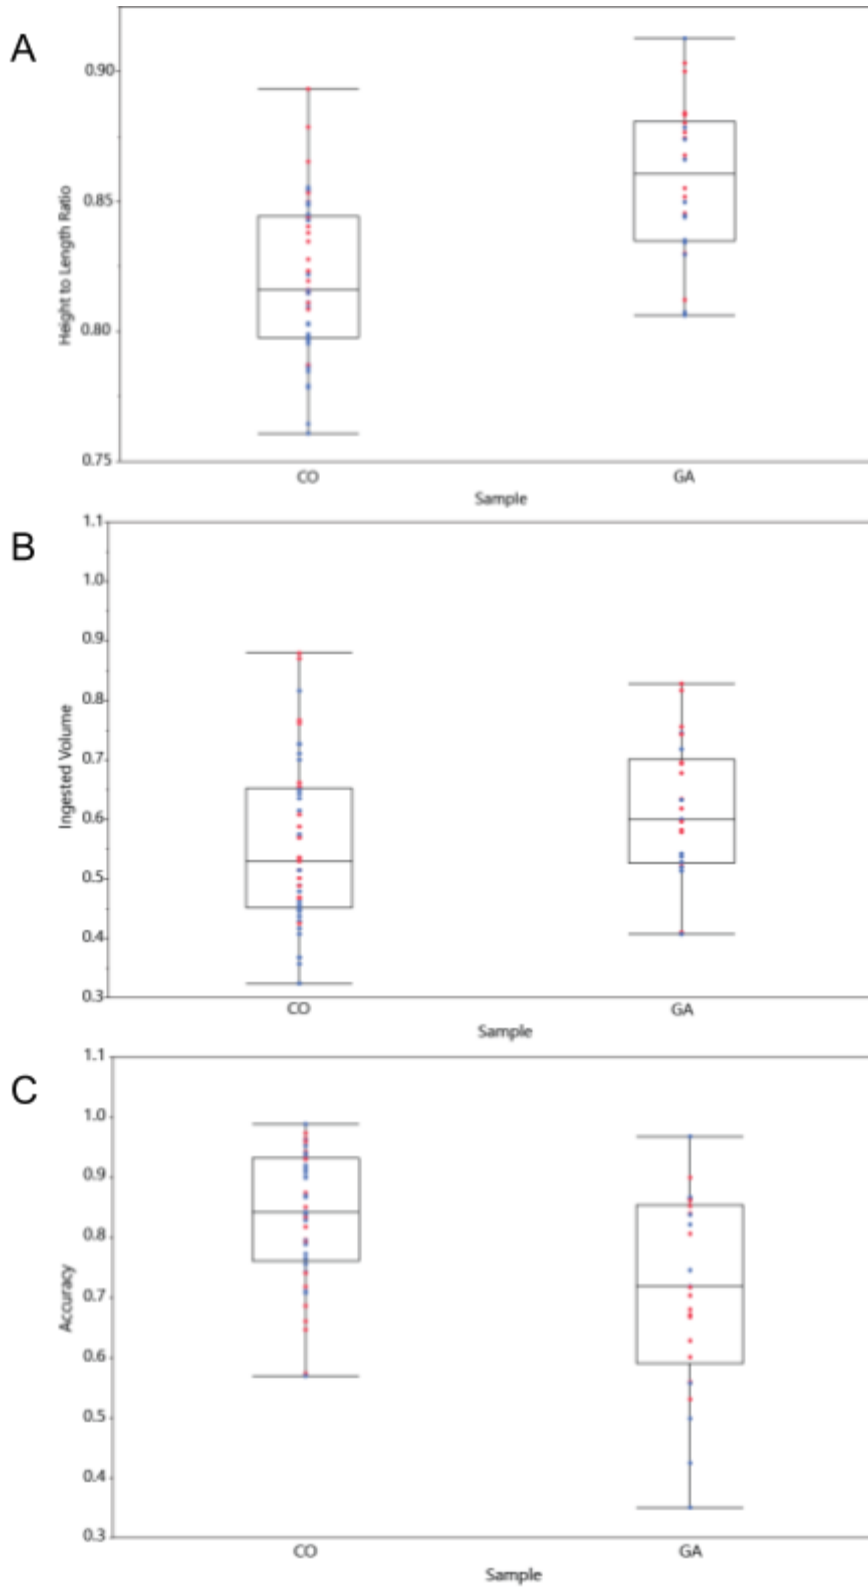 A
Height to Length Ratio
0.90
0.85
0.80
0.75
CO GA
Sample
B
Ingested Volume
1.1
1.0
0.9
0.8
0.7
0.6
0.5
0.4
0.3
CO GA
Sample
C
Accuracy
1.1
1.0
0.9
0.8
0.7
0.6
0.5
0.4
0.3
CO GA
Sample